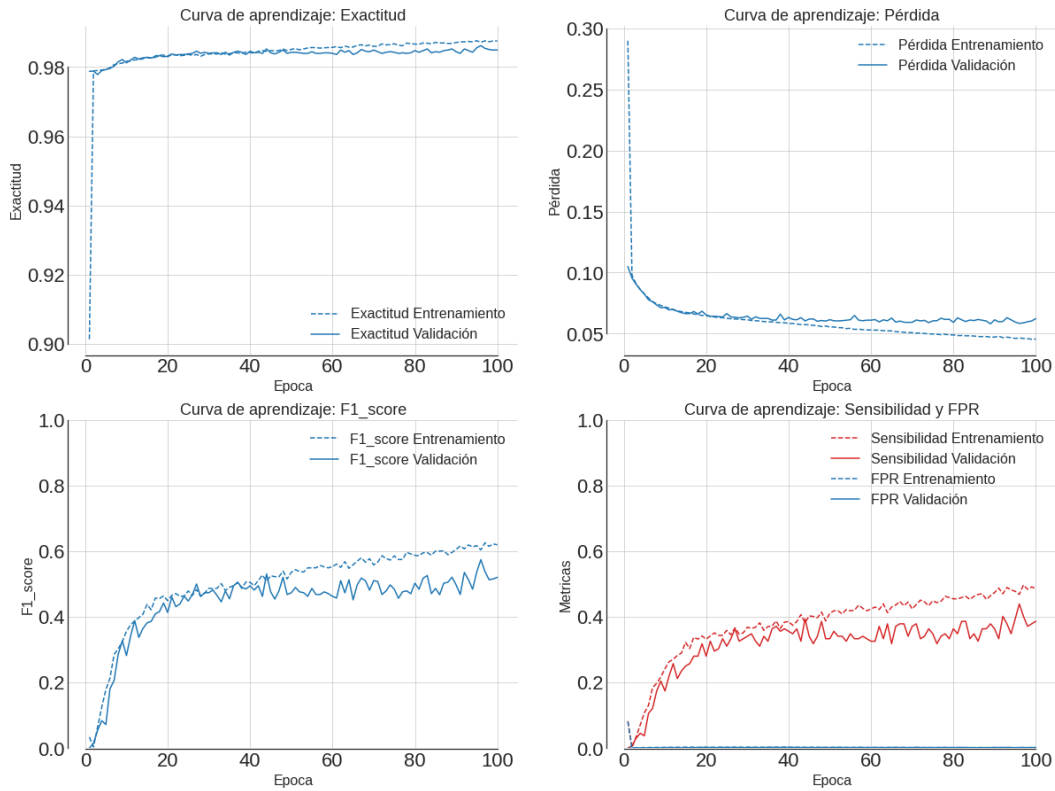 Curva de aprendizaje: Exactitud
0.98
0.96
0.94
0.92
0.90
Exactitud
Exactitud Entrenamiento
Exactitud Validación
0 20 40 60 80 100
Epoca
Curva de aprendizaje: Pérdida
0.30
0.25
0.20
0.15
0.10
0.05
Pérdida
Pérdida Entrenamiento
Pérdida Validación
0 20 40 60 80 100
Epoca
Curva de aprendizaje: F1_score
1.0
0.8
0.6
0.4
0.2
0.0
F1_score
F1_score Entrenamiento
F1_score Validación
0 20 40 60 80 100
Epoca
Curva de aprendizaje: Sensibilidad y FPR
1.0
0.8
0.6
0.4
0.2
0.0
Metricas
Sensibilidad Entrenamiento
Sensibilidad Validación
FPR Entrenamiento
FPR Validación
0 20 40 60 80 100
Epoca